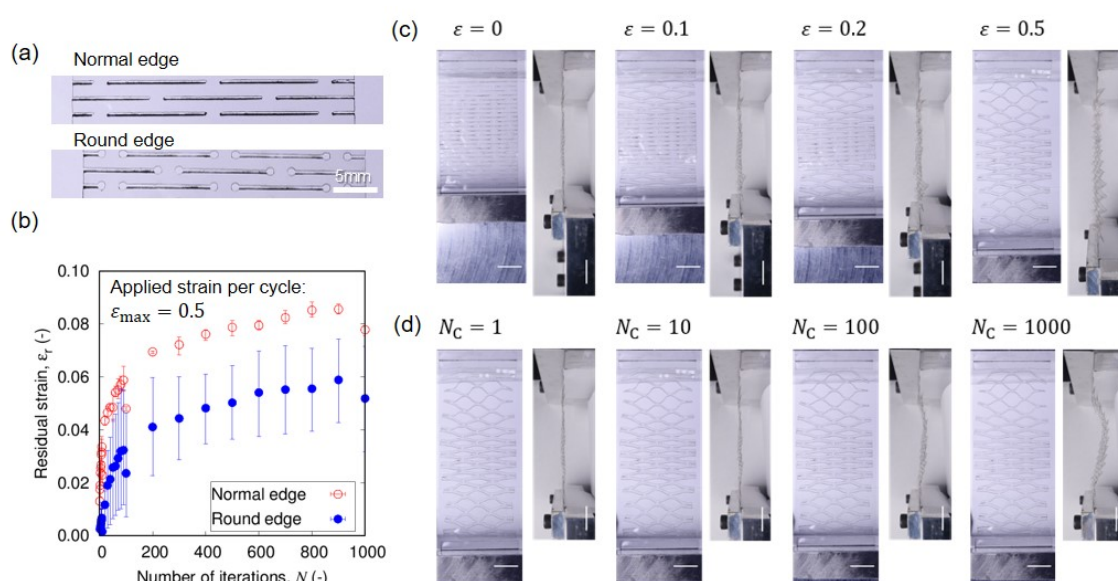 (a)
Normal edge
Round edge
5mm
(b)
0.10
0.08
0.06
0.04
0.02
0.00
Residual strain, εr (-)
Applied strain per cycle:
εmax = 0.5
Normal edge
Round edge
0 200 400 600 800 1000
Number of iterations, N (-)
(c)
ε = 0 ε = 0.1 ε = 0.2 ε = 0.5
(d)
NC = 1 NC = 10 NC = 100 NC = 1000